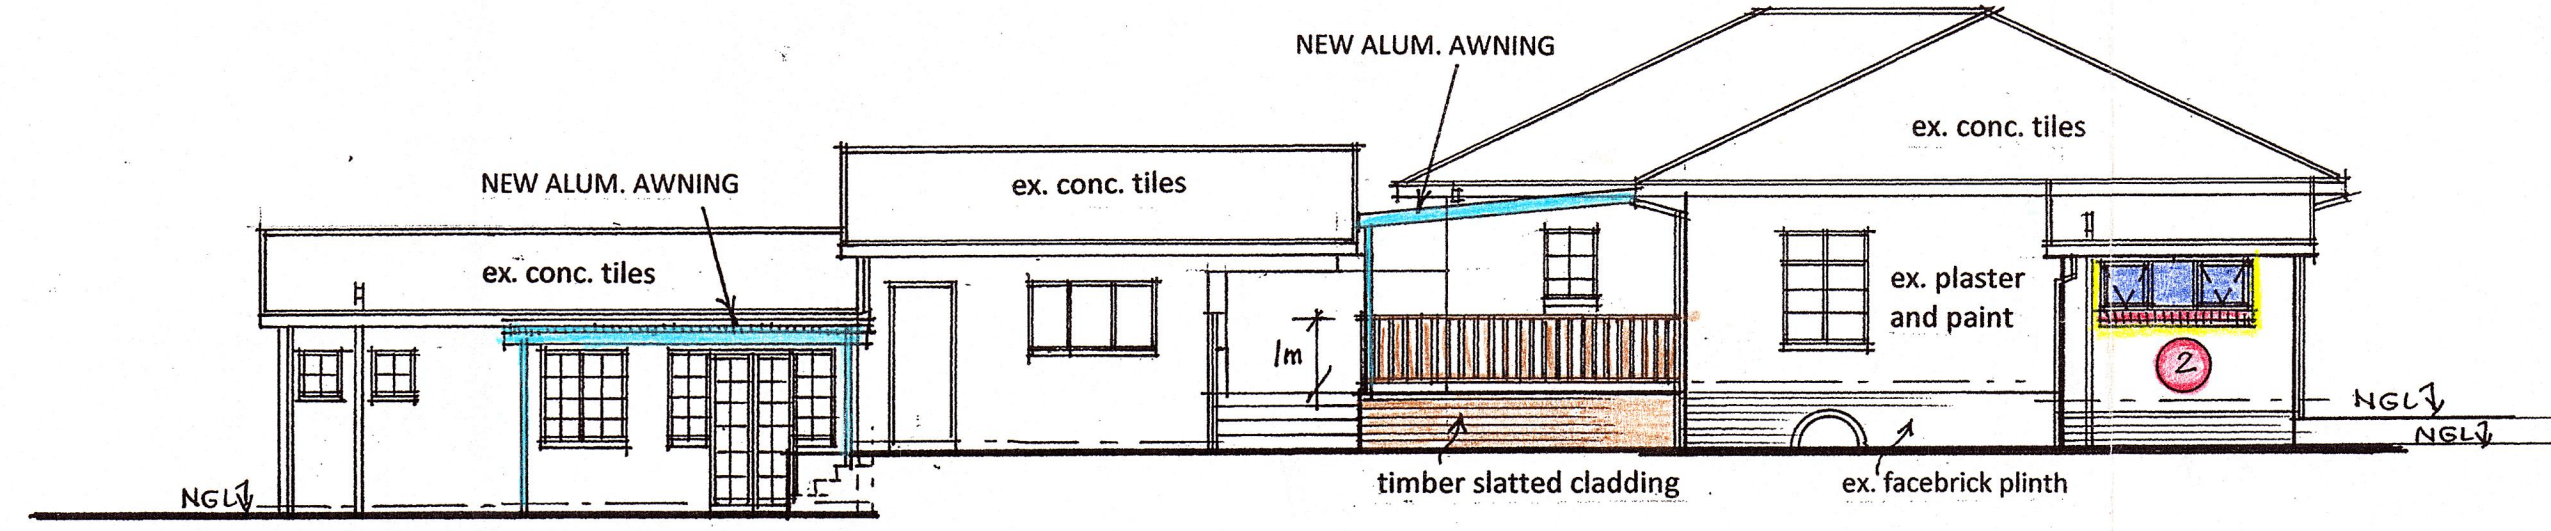 NEW ALUM. AWNING
ex. conc. tiles
ex. conc. tiles
NEW ALUM. AWNING
ex. conc. tiles
ex. plaster
and paint
1m
2
NGL
NGL
NGL
timber slatted cladding
ex. facebrick plinth